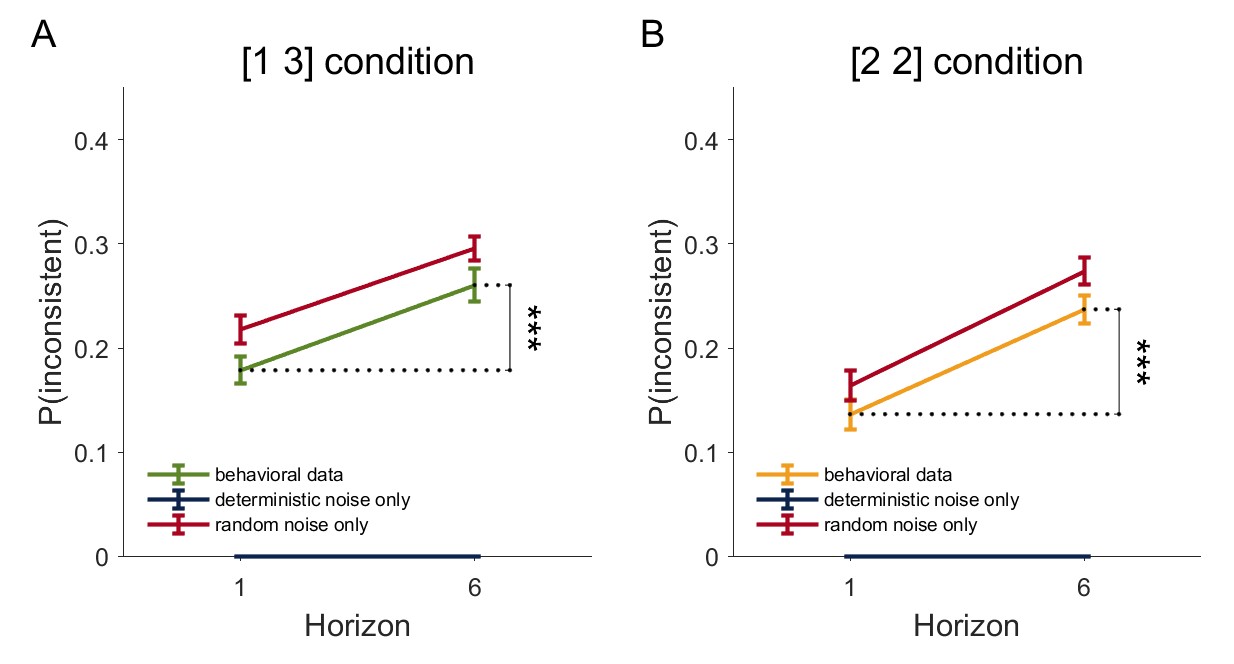 A
[1 3] condition
P(inconsistent)
0.4
0.3
0.2
0.1
0
***
behavioral data
deterministic noise only
random noise only
1
6
Horizon
B
[2 2] condition
P(inconsistent)
0.4
0.3
0.2
0.1
0
***
behavioral data
deterministic noise only
random noise only
1
6
Horizon